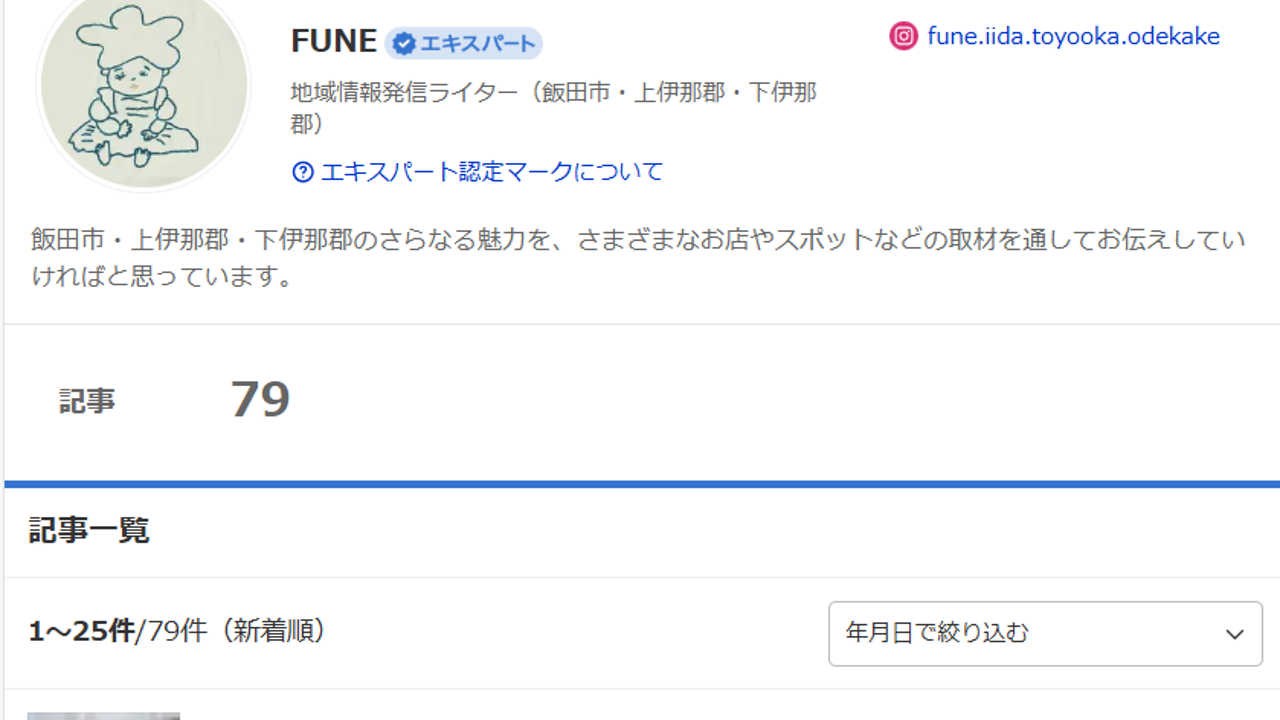 FUNE エキスパート
fune.iida.toyooka.odekake
地域情報発信ライター（飯田市・上伊那郡・下伊那
郡）
エキスパート認定マークについて
飯田市・上伊那郡・下伊那郡のさらなる魅力を、さまざまなお店やスポットなどの取材を通してお伝えしてい
ければと思っています。
記事 79
記事一覧
1〜25件/79件（新着順）
年月日で絞り込む